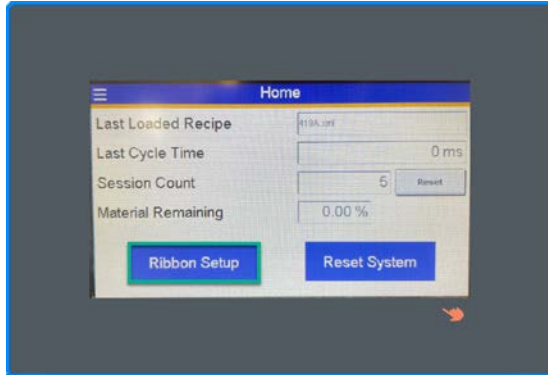 Home
Last Loaded Recipe
Last Cycle Time 0 ms
Session Count 5 Reset
Material Remaining 0.00 %
Ribbon Setup Reset System